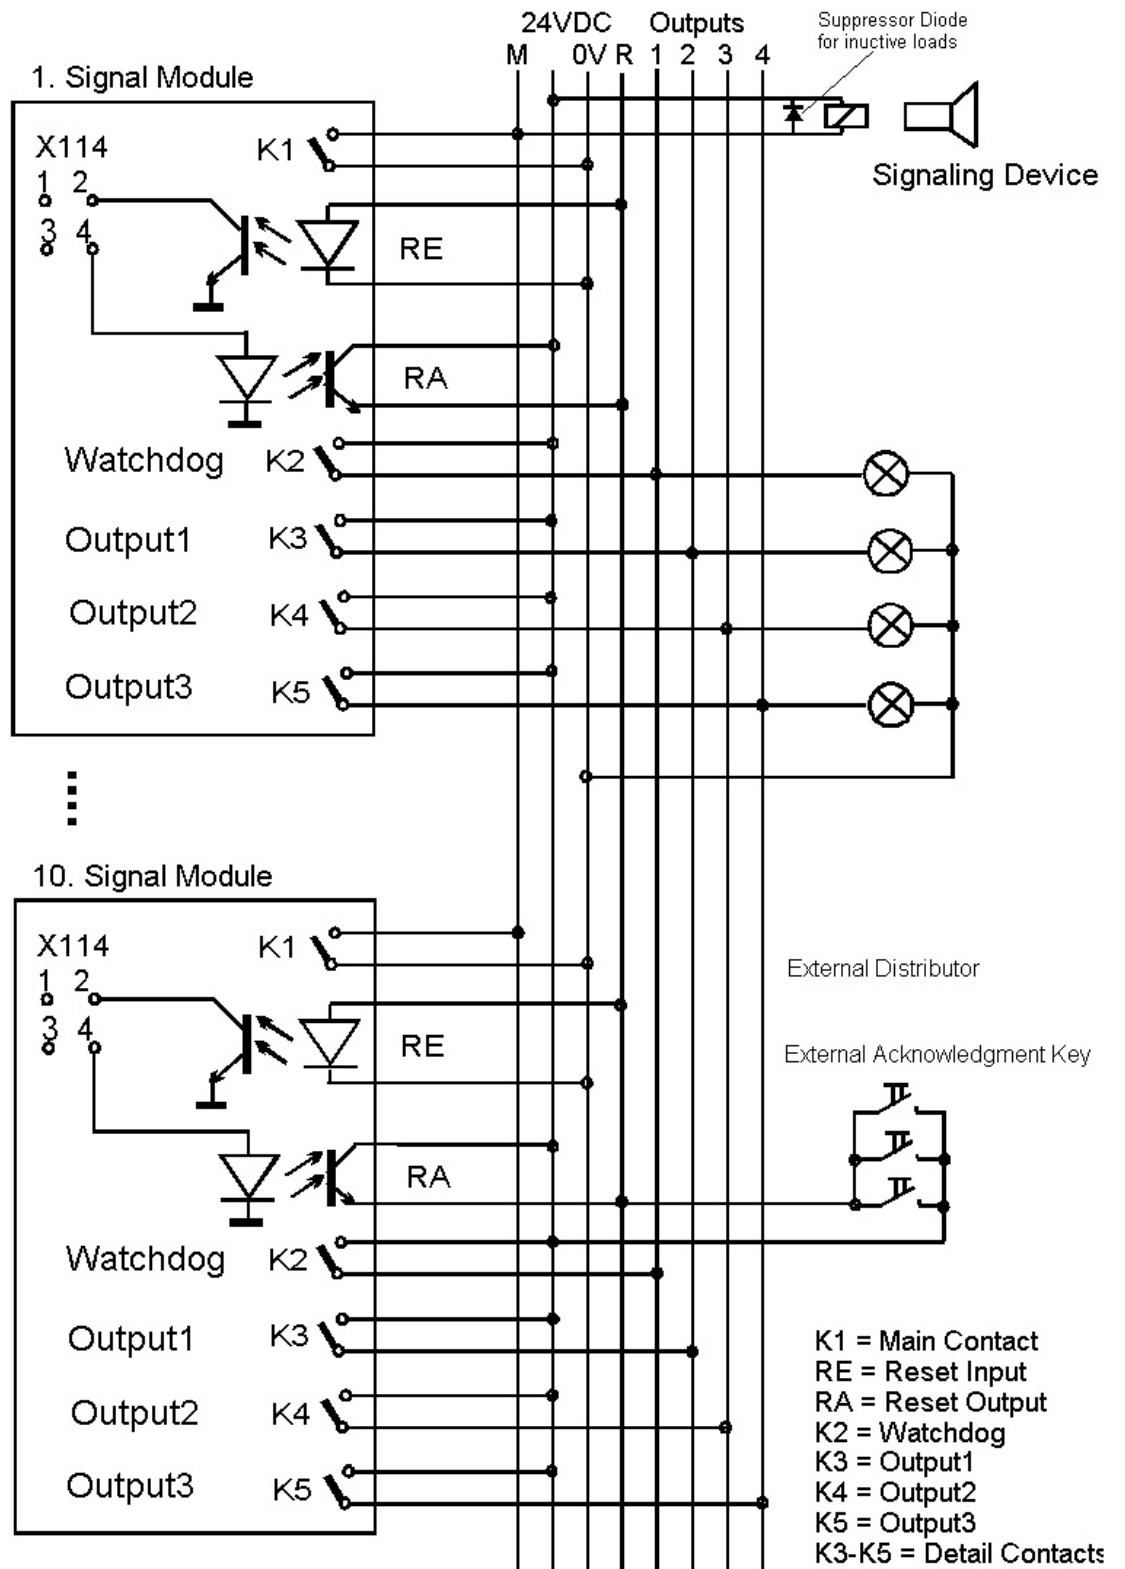 24VDC Outputs
M 0V R 1 2 3 4
Suppressor Diode
for inuctive loads
1. Signal Module
X114
1 2
3 4
K1
Signaling Device
RE
RA
Watchdog K2
Output1 K3
Output2 K4
Output3 K5
10. Signal Module
X114
1 2
3 4
K1
External Distributor
RE
External Acknowledgment Key
RA
Watchdog K2
Output1 K3
Output2 K4
Output3 K5
K1 = Main Contact
RE = Reset Input
RA = Reset Output
K2 = Watchdog
K3 = Output1
K4 = Output2
K5 = Output3
K3-K5 = Detail Contacts